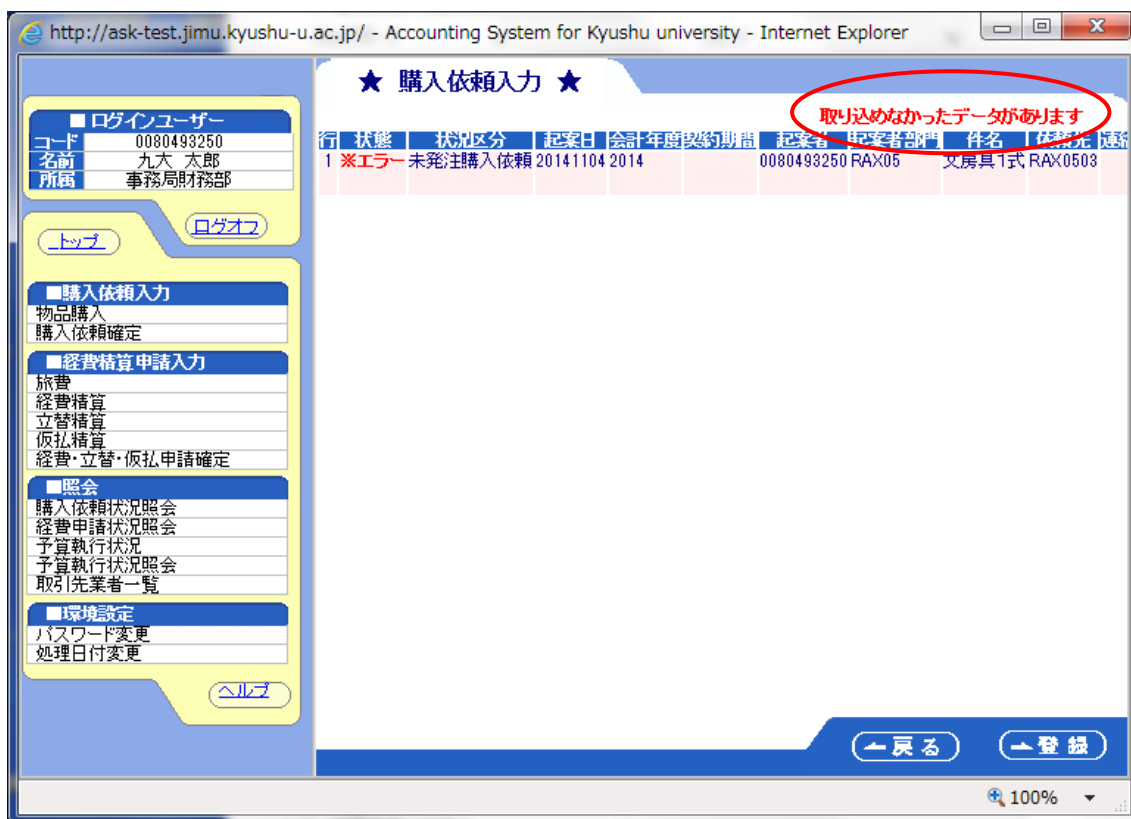 http://ask-test.jimu.kyushu-u.ac.jp/ - Accounting System for Kyushu university - Internet Explorer
★ 購入依頼入力 ★
取り込めなかったデータがあります
■ログインユーザー
コード 0080493250
名前 九大 太郎
所属 事務局財務部
トップ
ログオフ
行 状態 状況区分 起案日 会計年度 契約期間 起案者 起案者部門 件名 依頼先
1 ※エラー 未発注購入依頼 20141104 2014 0080493250 RAX05 文房具1式 RAX0503
■購入依頼入力
物品購入
購入依頼確定
■経費精算申請入力
旅費
経費精算
立替精算
仮払精算
経費・立替・仮払申請確定
■照会
購入依頼状況照会
経費申請状況照会
予算執行状況
予算執行状況照会
取引先業者一覧
■環境設定
パスワード変更
処理日付変更
ヘルプ
戻る
登録
100%